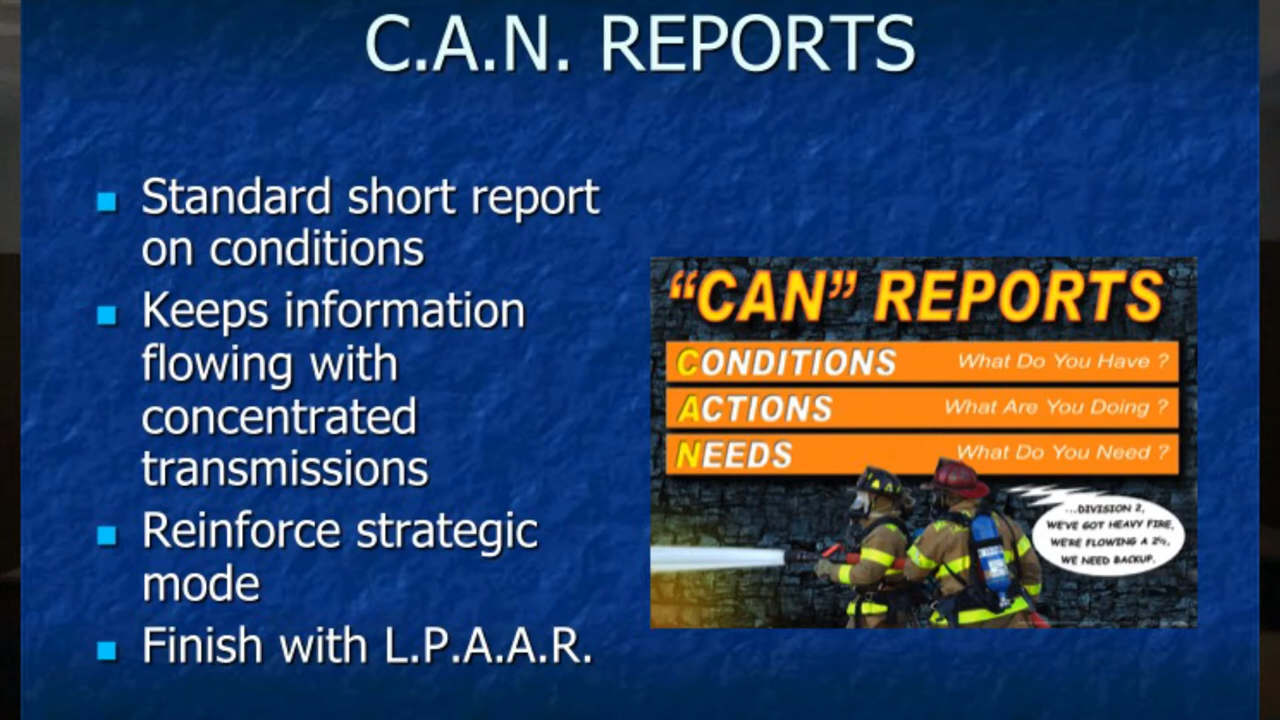 C.A.N. REPORTS
Standard short report
on conditions
Keeps information
flowing with
concentrated
transmissions
Reinforce strategic
mode
Finish with L.P.A.A.R.
“CAN” REPORTS
CONDITIONS What Do You Have ?
ACTIONS What Are You Doing ?
NEEDS What Do You Need ?
...DIVISION 2,
WE'VE GOT HEAVY FIRE,
WE'RE FLOWING A 2½,
WE NEED BACKUP.